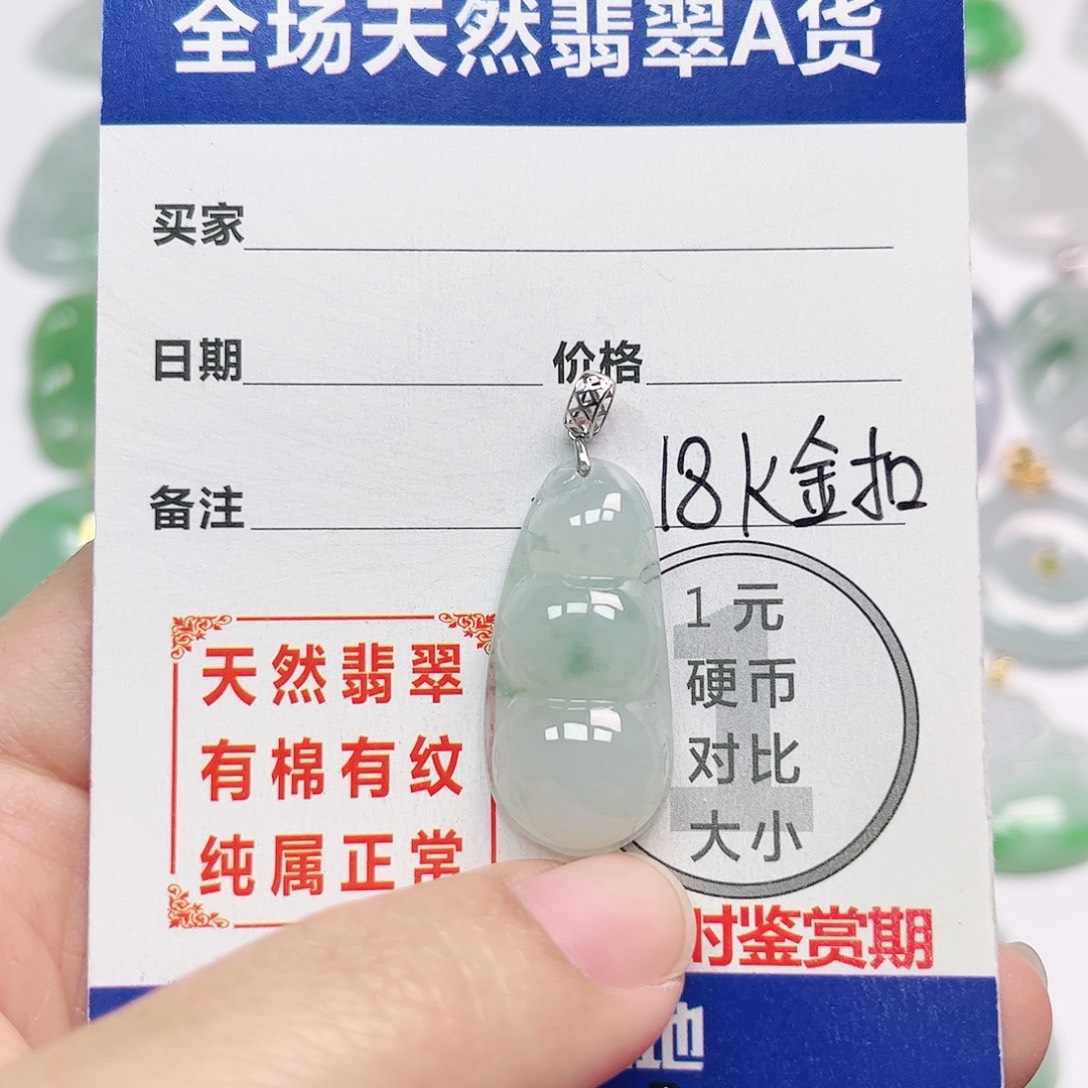 全场天然翡翠A货
买家
日期 价格
备注 18K金扣
天然翡翠
有棉有纹
纯属正常
1元
硬币
对比
大小
时鉴赏期
地